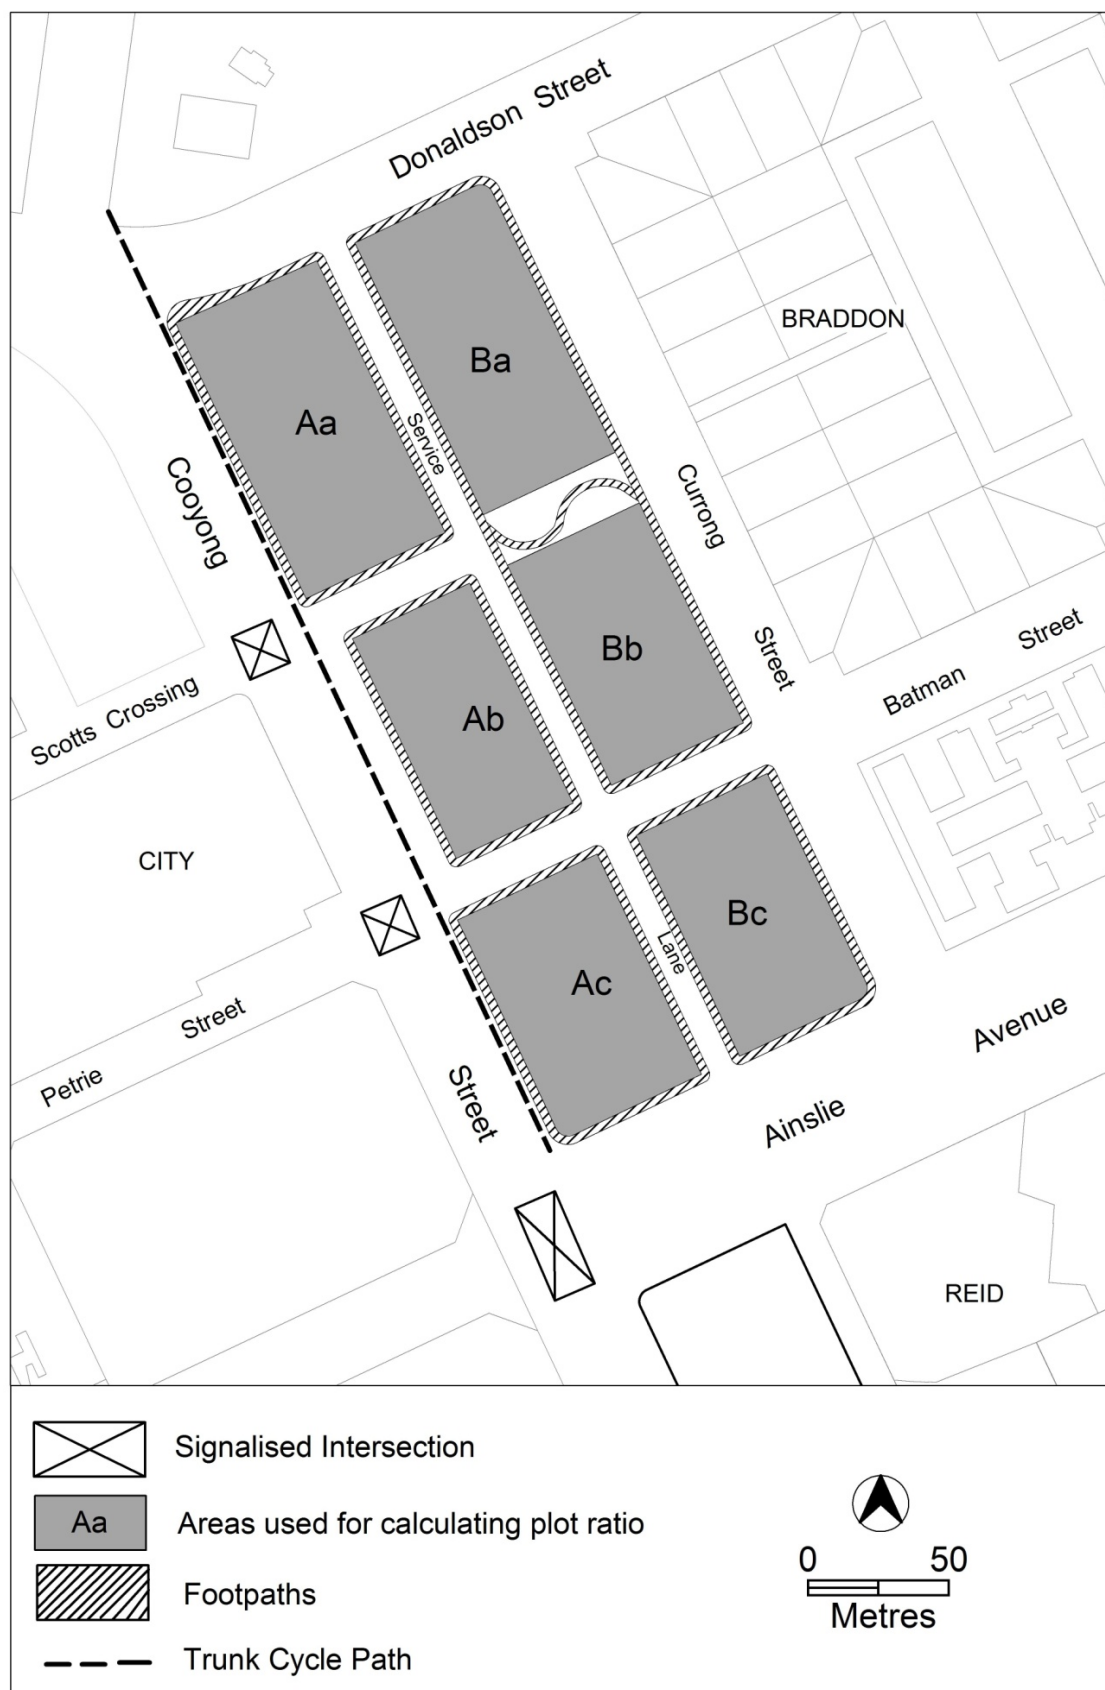 Donaldson Street
BRADDON
Ba
Aa
Service
Cooyong
Currong
Street
Bb
Batman Street
Scotts Crossing
Ab
CITY
Bc
Lane
Ac
Petrie Street
Street
Ainslie Avenue
REID
Signalised Intersection
Aa
Areas used for calculating plot ratio
Footpaths
Trunk Cycle Path
0 50
Metres